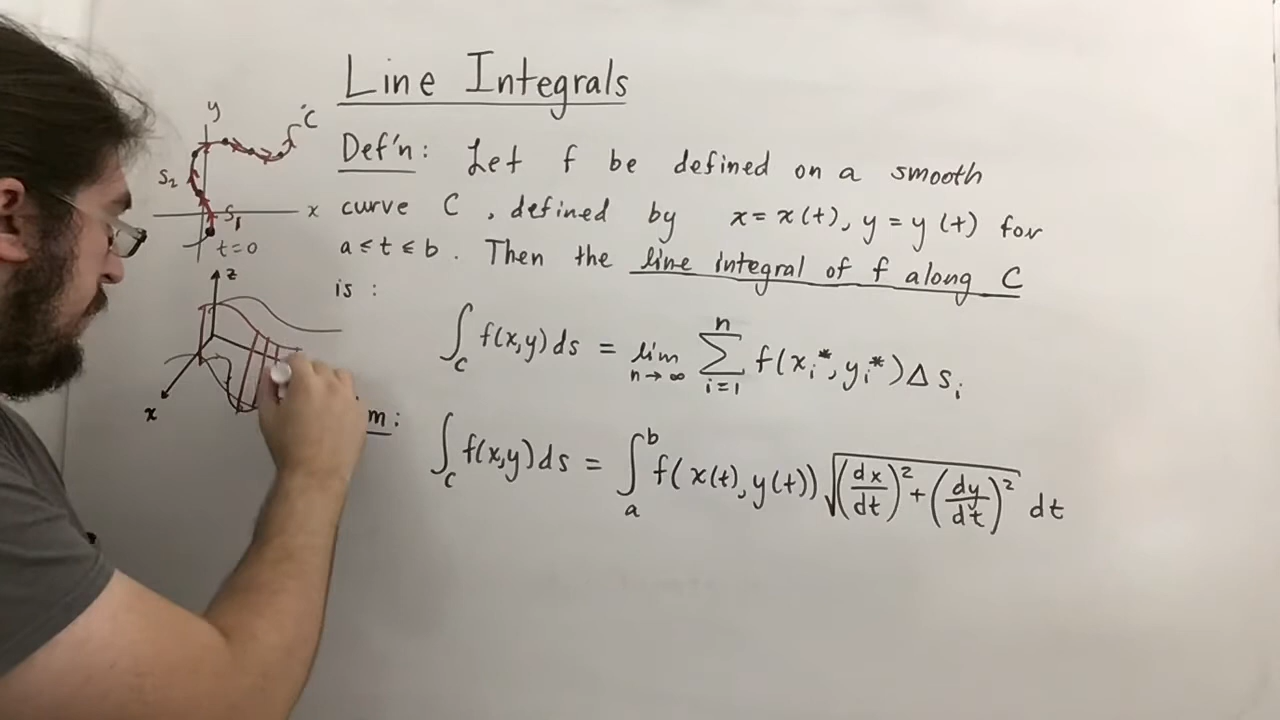 Line Integrals
y
C
S₂
S₁
x
t=0
z
x
Def'n: Let f be defined on a smooth
curve C, defined by x = x(t), y = y(t) for
a ≤ t ≤ b. Then the line integral of f along C
is :
∫_C f(x,y) ds = lim_{n→∞} ∑_{i=1}^{n} f(x_i*, y_i*) Δs_i
m:
∫_C f(x,y) ds = ∫_a^b f(x(t), y(t)) √((dx/dt)² + (dy/dt)²) dt